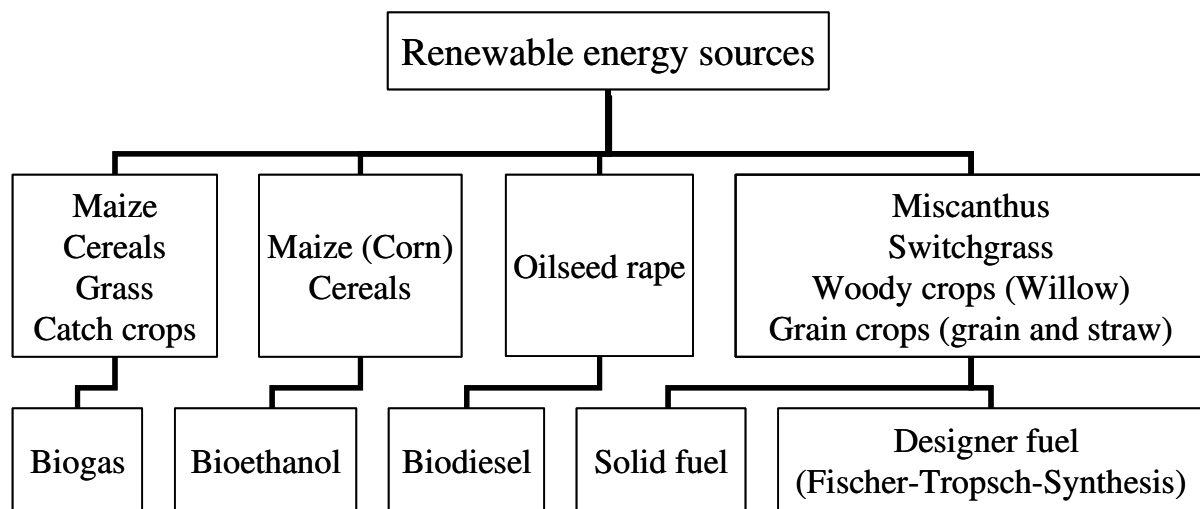 Renewable energy sources
Maize
Cereals
Grass
Catch crops
Maize (Corn)
Cereals
Oilseed rape
Miscanthus
Switchgrass
Woody crops (Willow)
Grain crops (grain and straw)
Biogas
Bioethanol
Biodiesel
Solid fuel
Designer fuel
(Fischer-Tropsch-Synthesis)